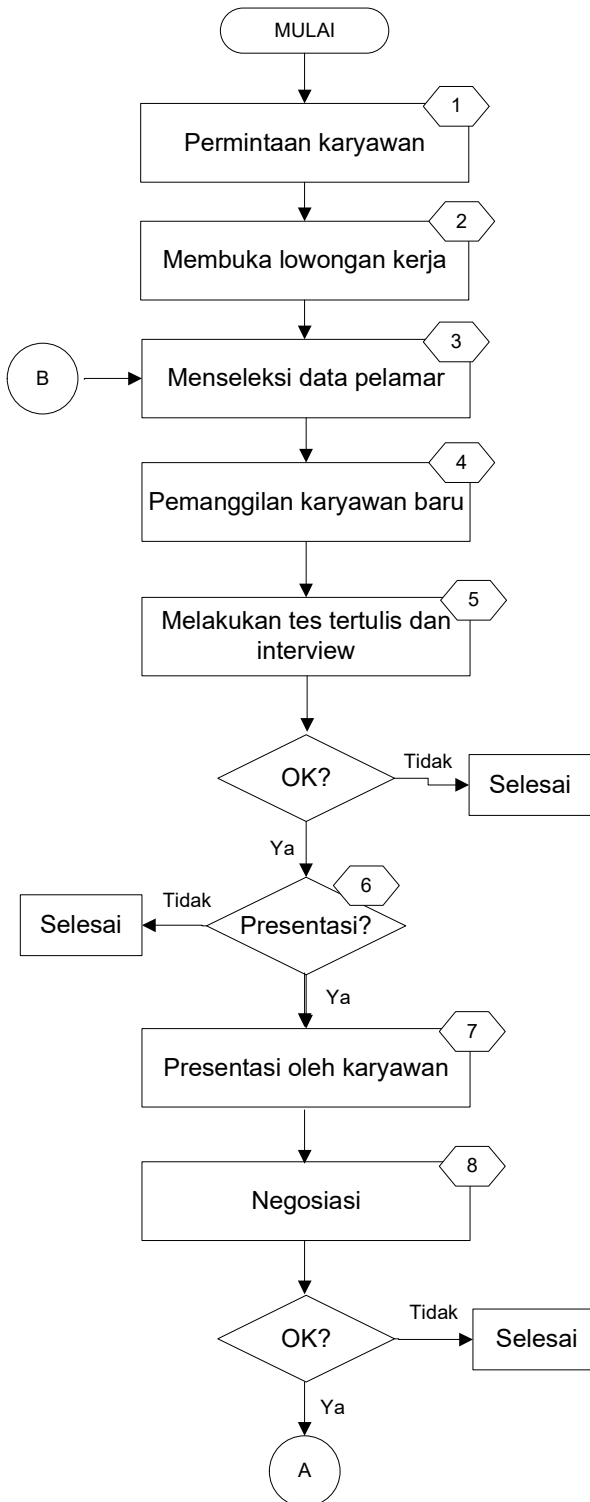 MULAI
1
Permintaan karyawan
2
Membuka lowongan kerja
3
B
Menseleksi data pelamar
4
Pemanggilan karyawan baru
5
Melakukan tes tertulis dan
interview
OK?
Tidak
Selesai
Ya
6
Presentasi?
Tidak
Selesai
Ya
7
Presentasi oleh karyawan
8
Negosiasi
OK?
Tidak
Selesai
Ya
A